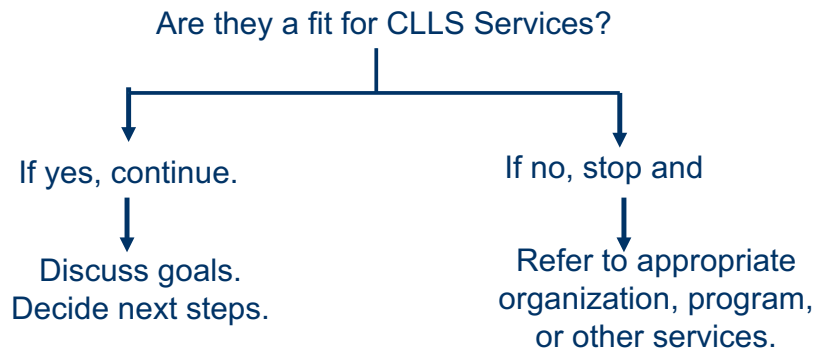 Are they a fit for CLLS Services?
If yes, continue.
If no, stop and
Discuss goals.
Decide next steps.
Refer to appropriate
organization, program,
or other services.